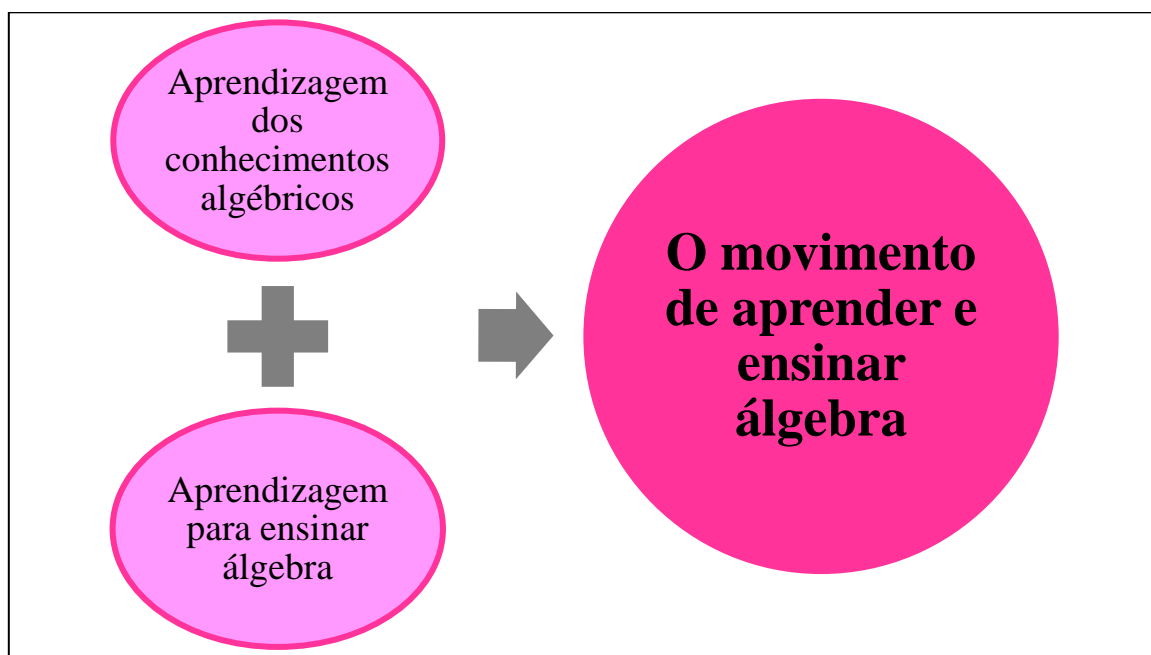 Aprendizagem
dos
conhecimentos
algébricos
Aprendizagem
para ensinar
álgebra
O movimento
de aprender e
ensinar
álgebra